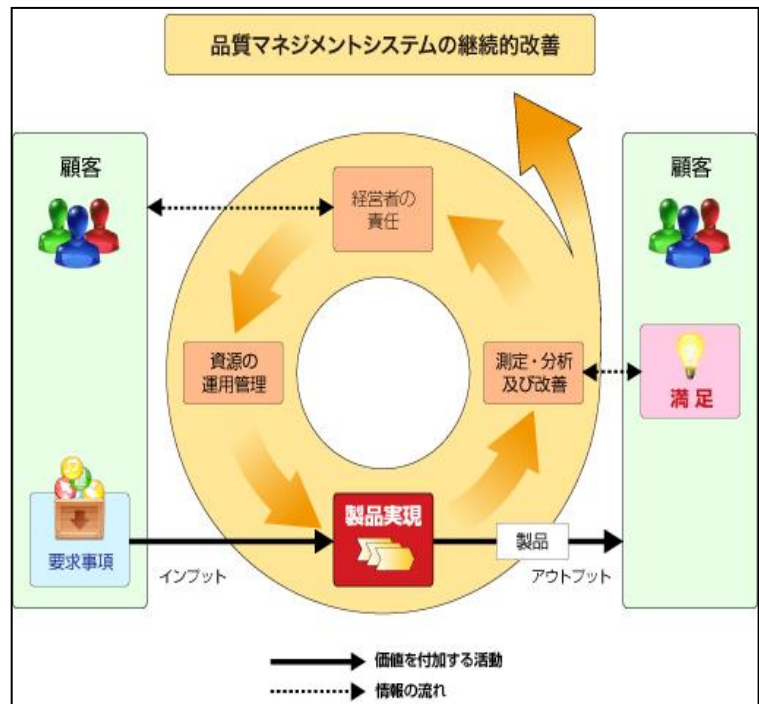 品質マネジメントシステムの継続的改善
顧客
顧客
経営者の
責任
資源の
運用管理
測定・分析
及び改善
満足
要求事項
インプット
製品実現
製品
アウトプット
価値を付加する活動
情報の流れ